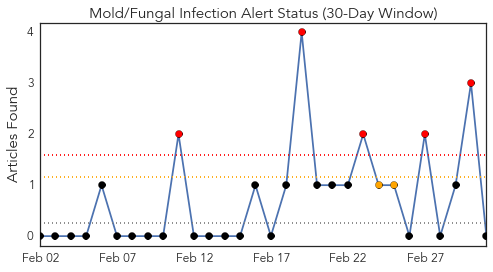 Mold/Fungal Infection Alert Status (30-Day Window)
Articles Found
4
3
2
1
0
Feb 02
Feb 07
Feb 12
Feb 17
Feb 22
Feb 27